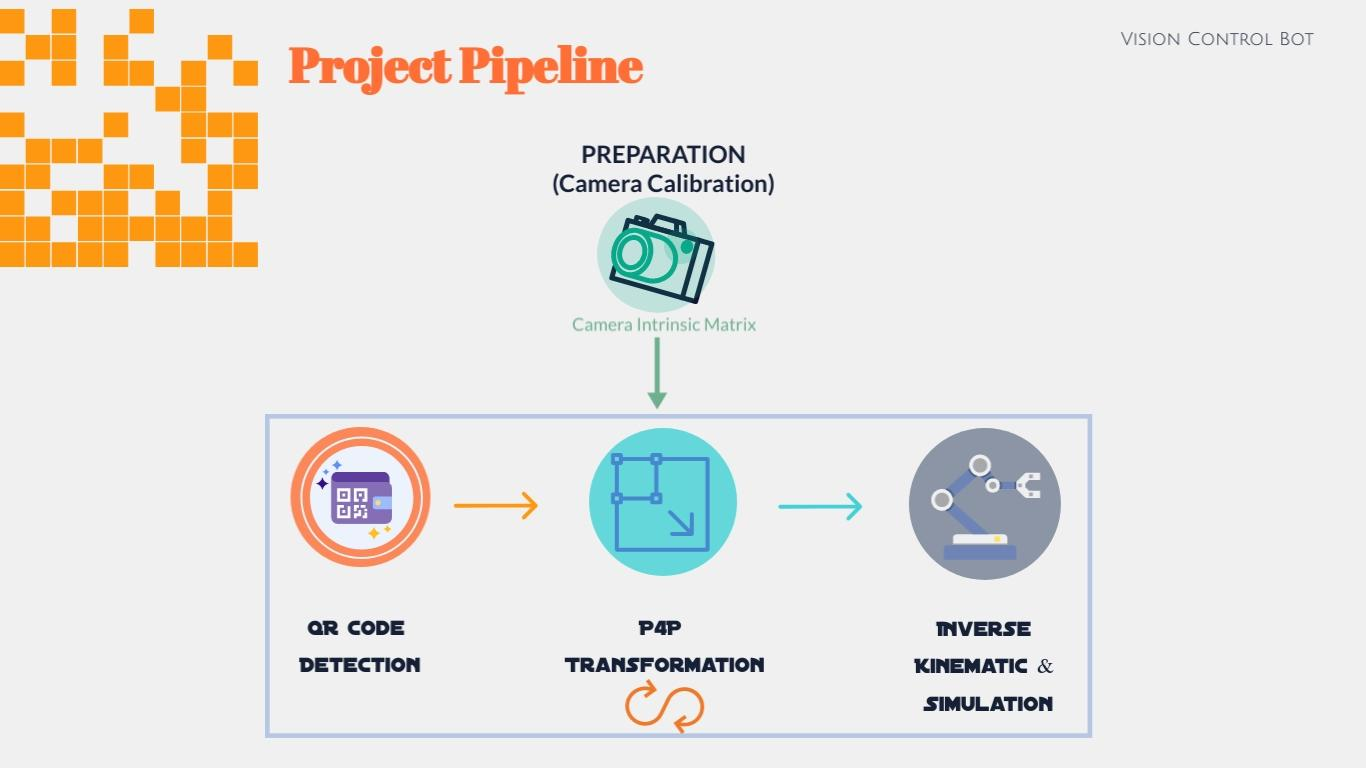 Vision Control Bot
Project Pipeline
PREPARATION
(Camera Calibration)
Camera Intrinsic Matrix
QR CODE
DETECTION
P4P
TRANSFORMATION
INVERSE
KINEMATIC &
SIMULATION